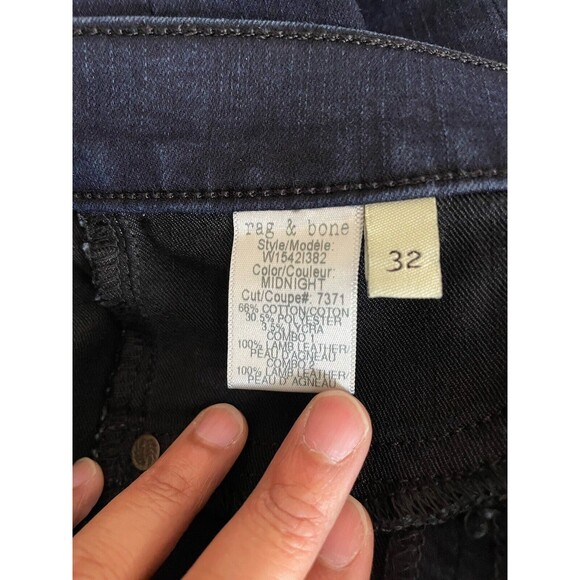 rag & bone
Style/Modèle:
W1542I382
Color/Couleur:
MIDNIGHT
Cut/Coupe#: 7371
66% COTTON/COTON
30.5% POLYESTER
3.5% LYCRA
COMBO 1
100% LAMB LEATHER/
PEAU D'AGNEAU
COMBO 2
100% LAMB LEATHER/
PEAU D'AGNEAU
32